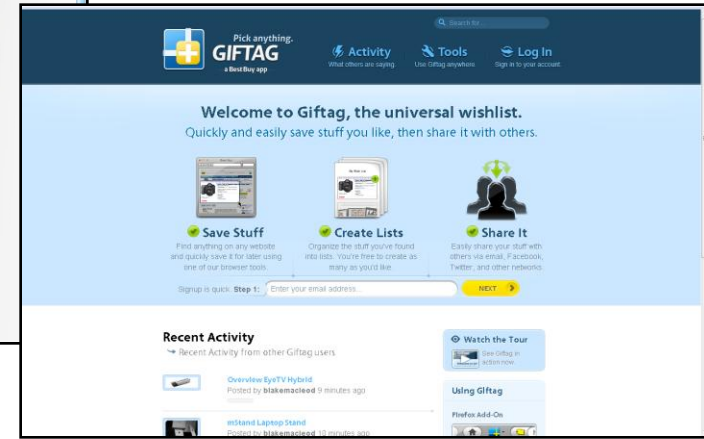 Search for...
Pick anything.
GIFTAG
a Best Buy app
Activity
What others are saying.
Tools
Use Giftag anywhere.
Log In
Sign in to your account.
Welcome to Giftag, the universal wishlist.
Quickly and easily save stuff you like, then share it with others.
Save Stuff
Find anything on any website
and quickly save it for later using
one of our browser tools.
Create Lists
Organize the stuff you've found
into lists. You're free to create as
many as you'd like.
Share It
Easily share your stuff with
others via email, Facebook,
Twitter, and other networks.
Signup is quick. Step 1:
Enter your email address...
NEXT
Recent Activity
Recent Activity from other Giftag users.
Overview EyeTV Hybrid
Posted by blakemacleod 9 minutes ago
mStand Laptop Stand
Posted by blakemacleod 10 minutes ago
Watch the Tour
See Giftag in
action now.
Using Giftag
Firefox Add-On